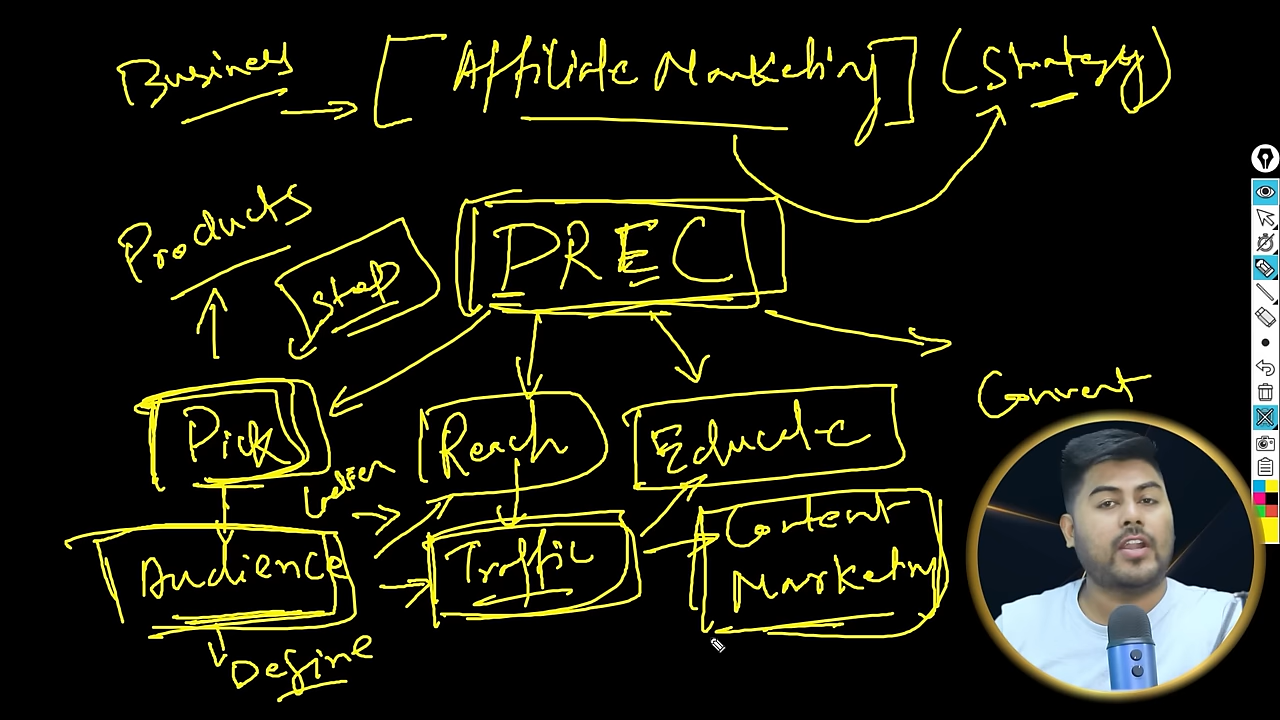 Business → [Affiliate Marketing] (Strategy)
Products
Step
PREC
Pick
Reach
Educate
Convert
Audience
Traffic
Content
Marketing
Define